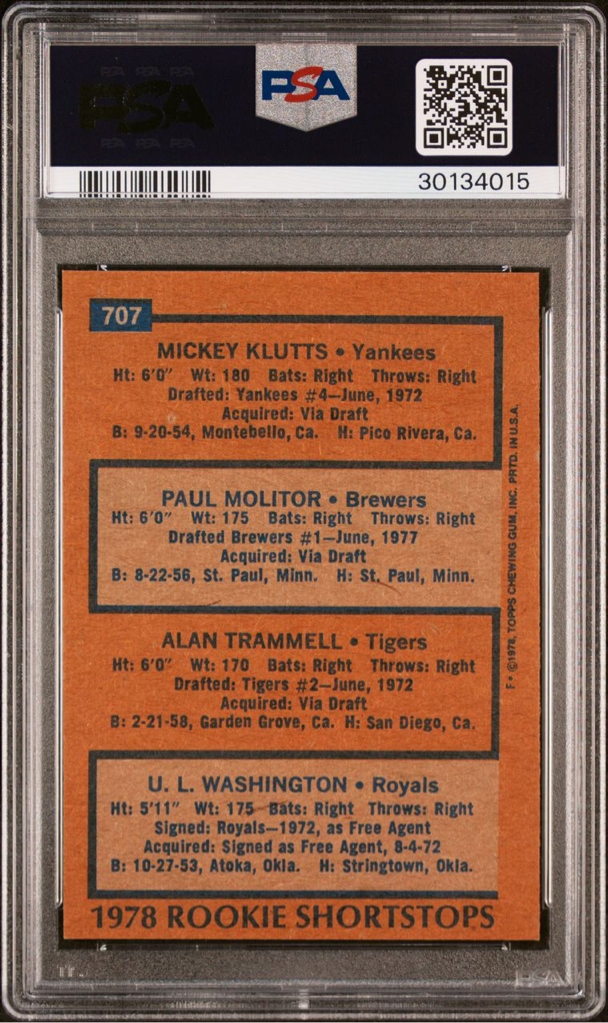 PSA
PSA
30134015
707
MICKEY KLUTTS • Yankees
Ht: 6'0" Wt: 180 Bats: Right Throws: Right
Drafted: Yankees #4—June, 1972
Acquired: Via Draft
B: 9-20-54, Montebello, Ca. H: Pico Rivera, Ca.
PAUL MOLITOR • Brewers
Ht: 6'0" Wt: 175 Bats: Right Throws: Right
Drafted Brewers #1—June, 1977
Acquired: Via Draft
B: 8-22-56, St. Paul, Minn. H: St. Paul, Minn.
ALAN TRAMMELL • Tigers
Ht: 6'0" Wt: 170 Bats: Right Throws: Right
Drafted: Tigers #2—June, 1972
Acquired: Via Draft
B: 2-21-58, Garden Grove, Ca. H: San Diego, Ca.
U. L. WASHINGTON • Royals
Ht: 5'11" Wt: 175 Bats: Right Throws: Right
Signed: Royals—1972, as Free Agent
Acquired: Signed as Free Agent, 8-4-72
B: 10-27-53, Atoka, Okla. H: Stringtown, Okla.
1978 ROOKIE SHORTSTOPS
F* ©1978, TOPPS CHEWING GUM, INC. PRTD. IN U.S.A.
PSA